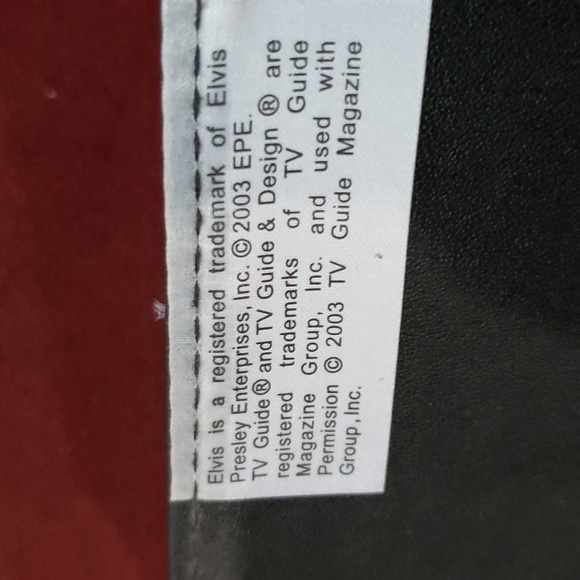 Elvis is a registered trademark of Elvis
Presley Enterprises, Inc. © 2003 EPE.
TV Guide® and TV Guide & Design ® are
registered trademarks of TV Guide
Magazine Group, Inc. and used with
Permission © 2003 TV Guide Magazine
Group, Inc.